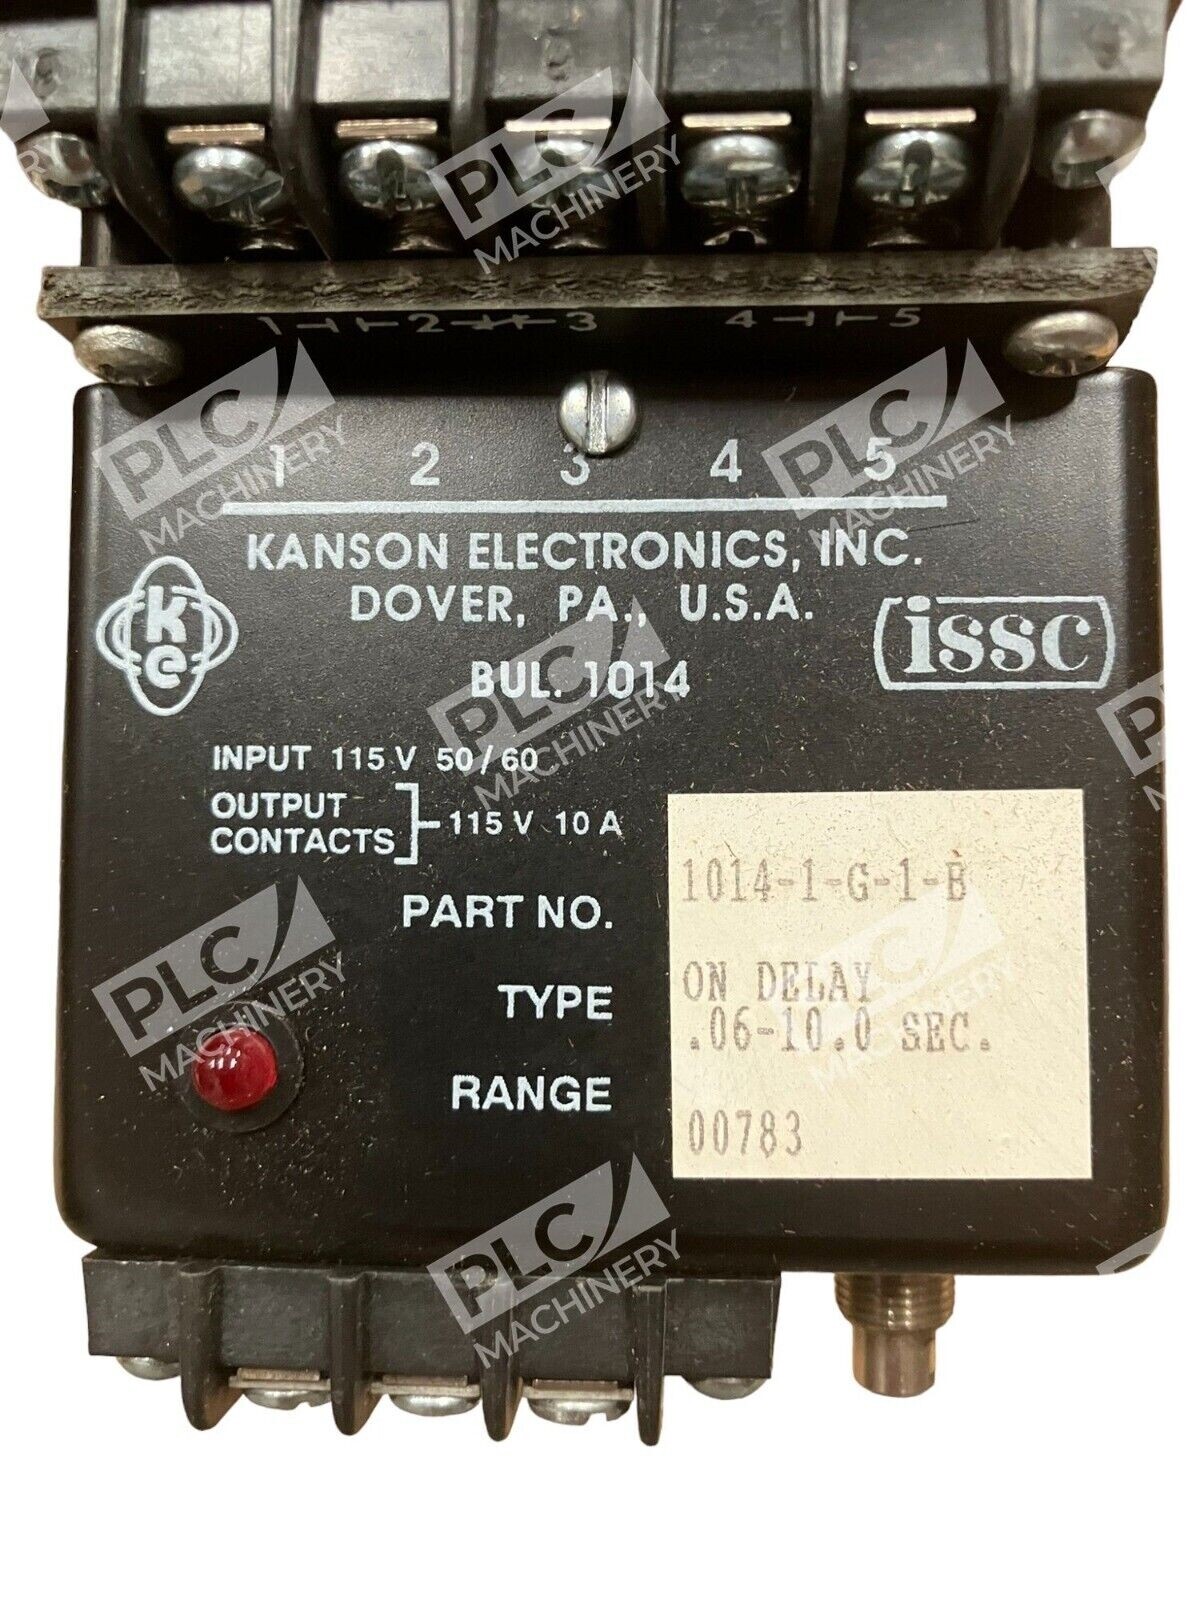 1 2 3 4 5
1 2 3 4 5
KANSON ELECTRONICS, INC.
DOVER, PA., U.S.A.
ke
issc
BUL. 1014
INPUT 115 V 50/60
OUTPUT
CONTACTS
115 V 10 A
PART NO.
1014-1-G-1-B
TYPE
ON DELAY
RANGE
.06-10.0 SEC.
00783
PLC MACHINERY